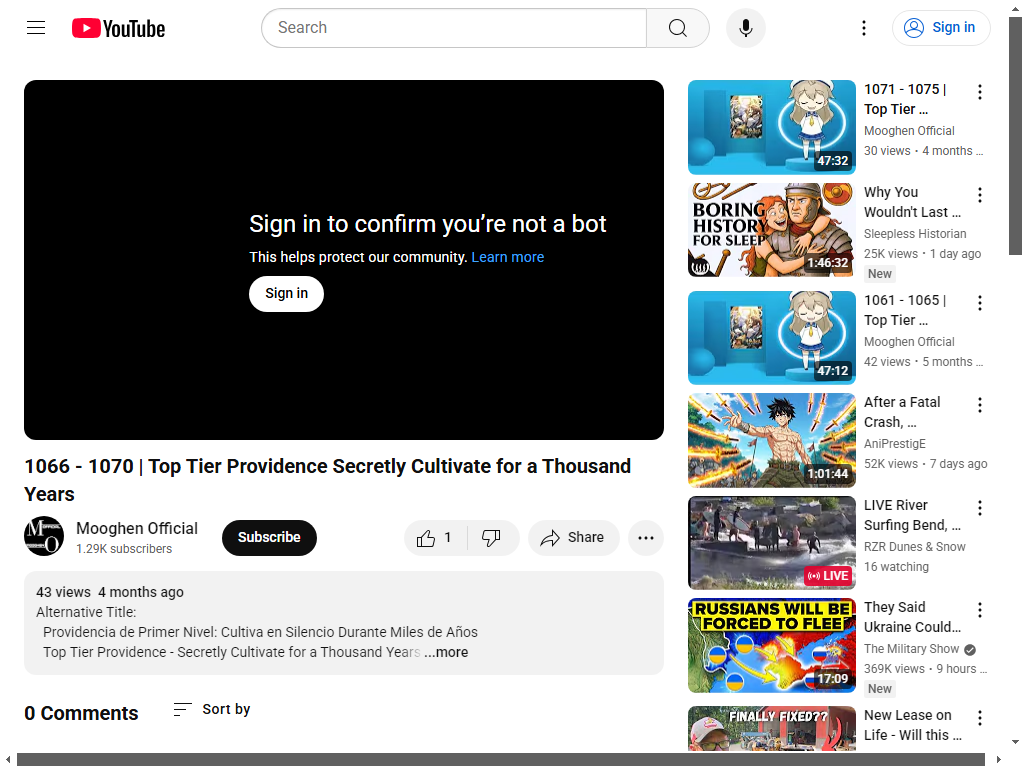 YouTube
Search
Sign in
Sign in to confirm you're not a bot
This helps protect our community. Learn more
Sign in
1066 - 1070 | Top Tier Providence Secretly Cultivate for a Thousand
Years
Mooghen Official
1.29K subscribers
Subscribe
1
Share
43 views 4 months ago
Alternative Title:
Providencia de Primer Nivel: Cultiva en Silencio Durante Miles de Años
Top Tier Providence - Secretly Cultivate for a Thousand Years ...more
0 Comments
Sort by
47:32
1071 - 1075 |
Top Tier ...
Mooghen Official
30 views • 4 months ...
BORING
HISTORY
FOR SLEEP
1:46:32
Why You
Wouldn't Last ...
Sleepless Historian
25K views • 1 day ago
New
47:12
1061 - 1065 |
Top Tier ...
Mooghen Official
42 views • 5 months ...
1:01:44
After a Fatal
Crash, ...
AniPrestigE
52K views • 7 days ago
LIVE
LIVE River
Surfing Bend, ...
RZR Dunes & Snow
16 watching
RUSSIANS WILL BE
FORCED TO FLEE
17:09
They Said
Ukraine Could...
The Military Show
369K views • 9 hours ...
New
FINALLY FIXED??
New Lease on
Life - Will this ...